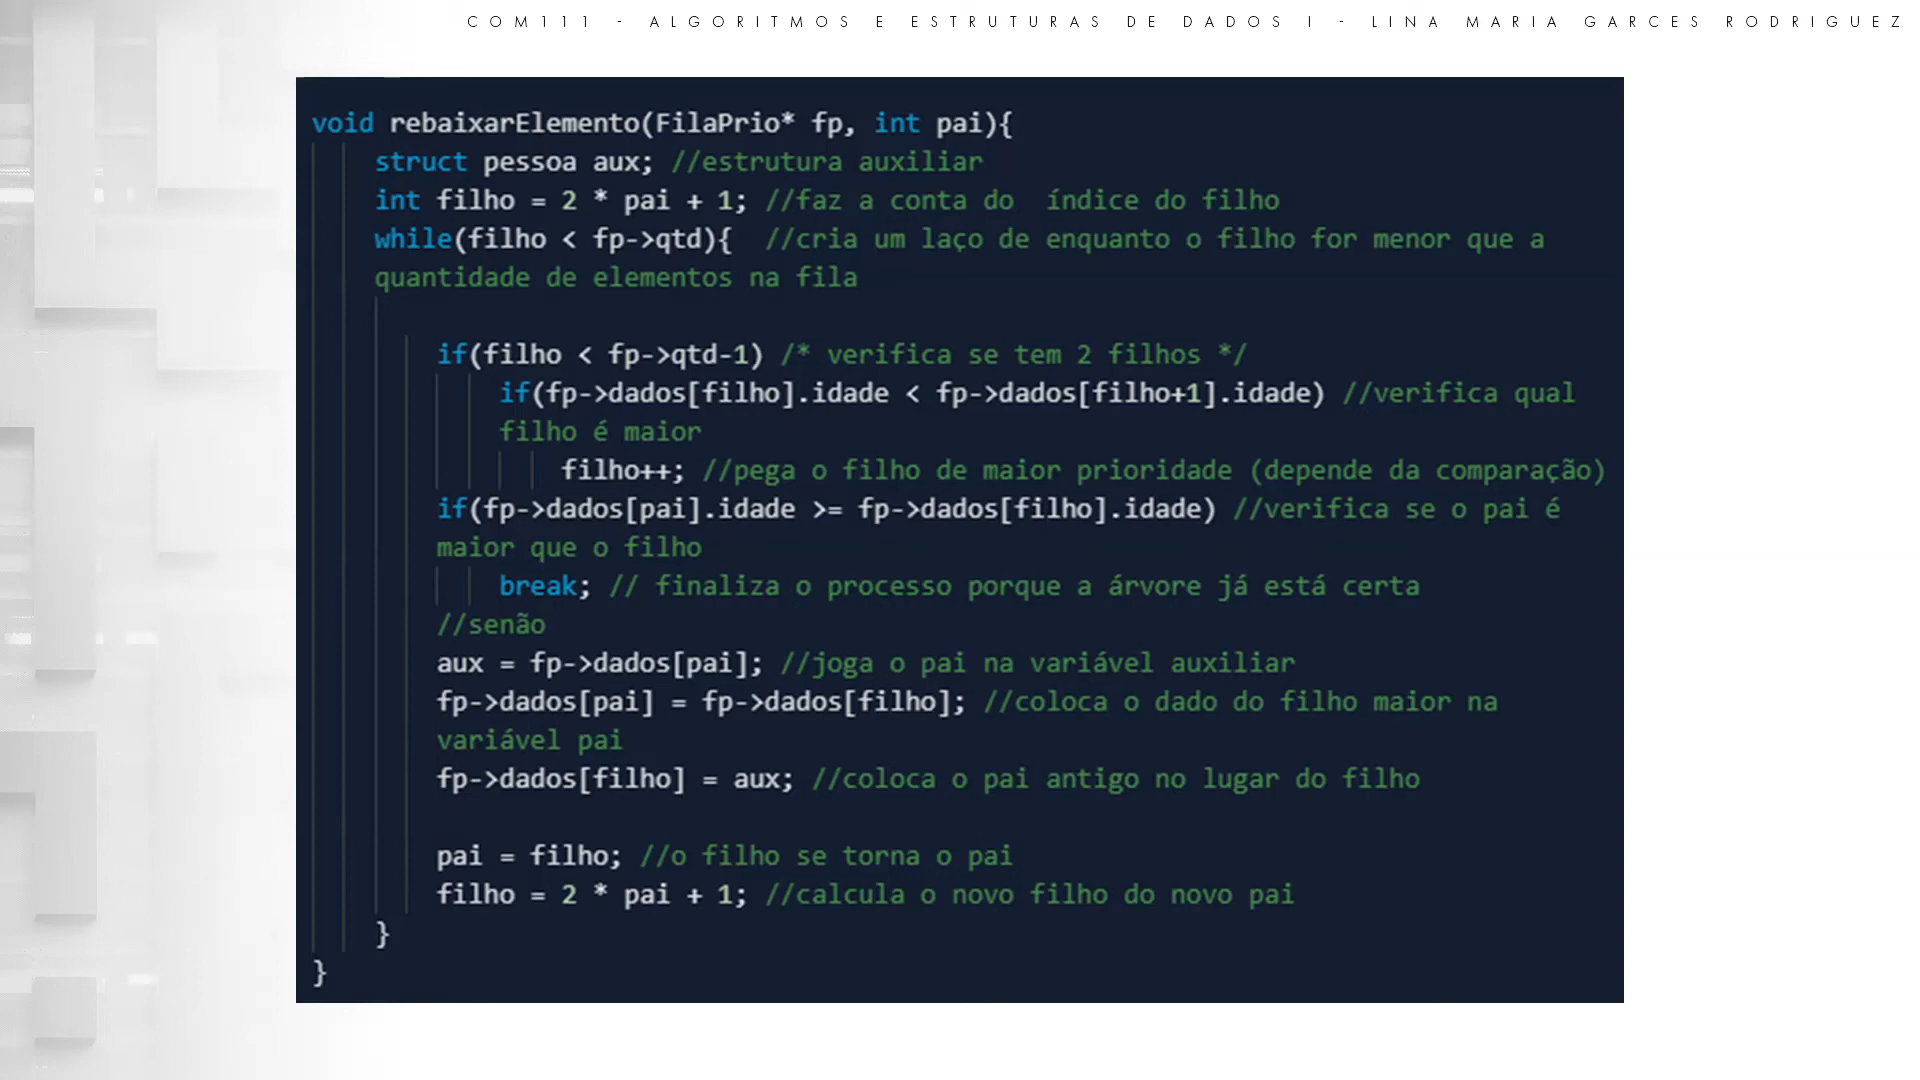 COM111 - ALGORITMOS E ESTRUTURAS DE DADOS I - LINA MARIA GARCES RODRIGUEZ
void rebaixarElemento(FilaPrio* fp, int pai){
struct pessoa aux; //estrutura auxiliar
int filho = 2 * pai + 1; //faz a conta do  índice do filho
while(filho < fp->qtd){  //cria um laço de enquanto o filho for menor que a
quantidade de elementos na fila
if(filho < fp->qtd-1) /* verifica se tem 2 filhos */
if(fp->dados[filho].idade < fp->dados[filho+1].idade) //verifica qual
filho é maior
filho++; //pega o filho de maior prioridade (depende da comparação)
if(fp->dados[pai].idade >= fp->dados[filho].idade) //verifica se o pai é
maior que o filho
break; // finaliza o processo porque a árvore já está certa
//senão
aux = fp->dados[pai]; //joga o pai na variável auxiliar
fp->dados[pai] = fp->dados[filho]; //coloca o dado do filho maior na
variável pai
fp->dados[filho] = aux; //coloca o pai antigo no lugar do filho
pai = filho; //o filho se torna o pai
filho = 2 * pai + 1; //calcula o novo filho do novo pai
}
}